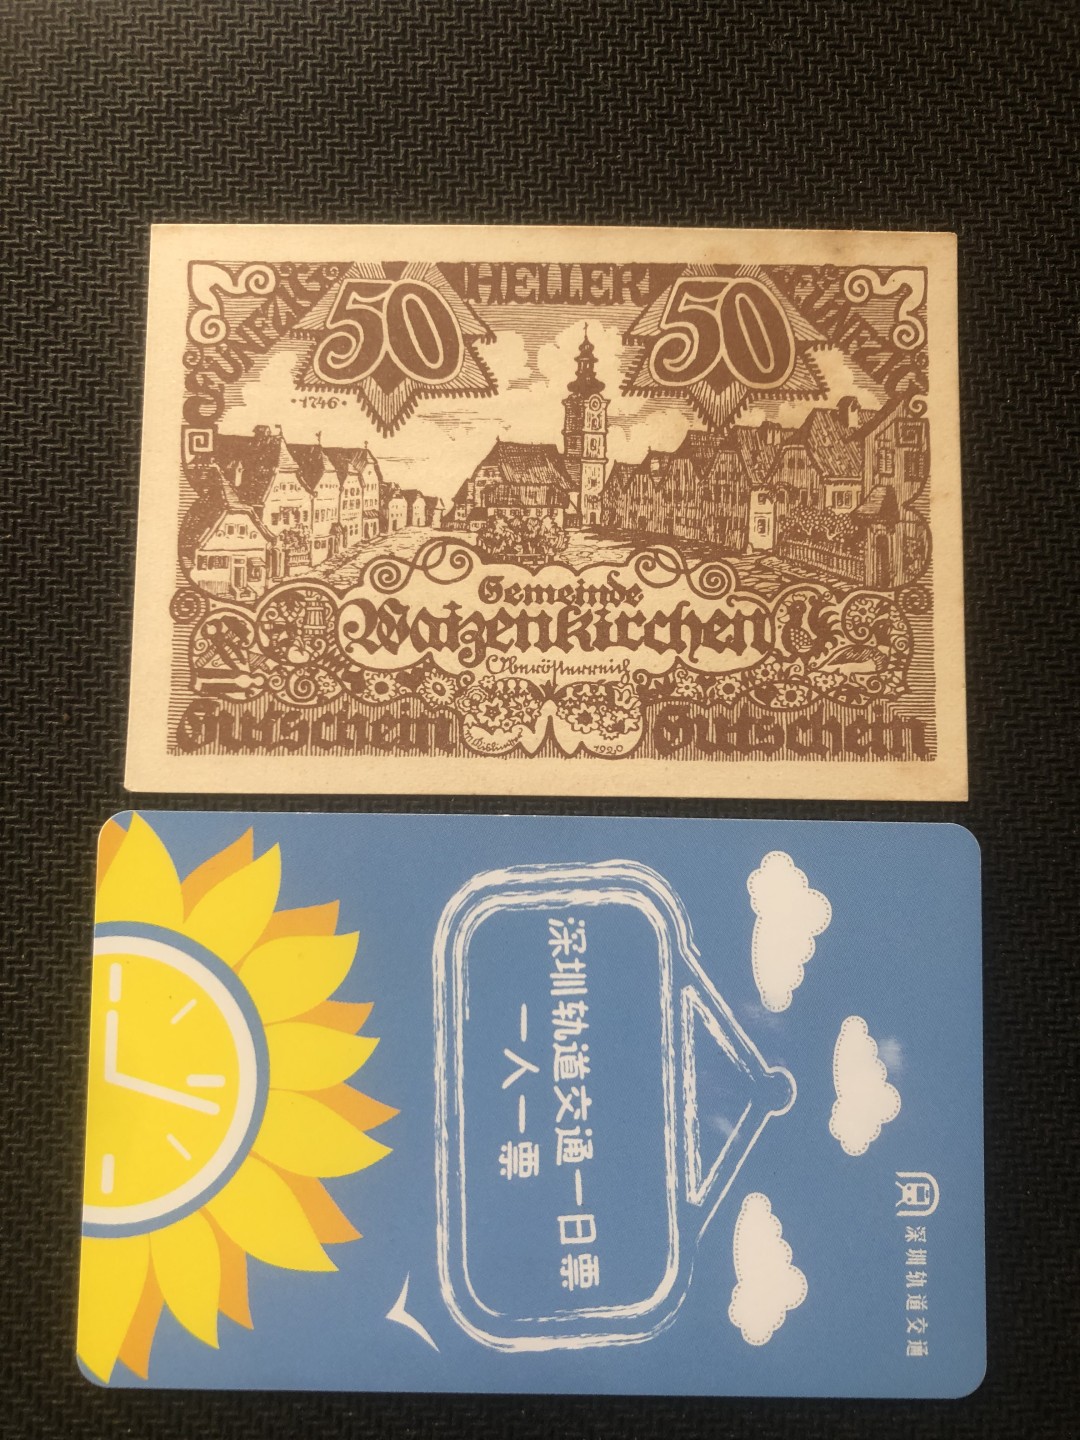 FÜNFZIG 50 HELLER 50 FÜNFZIG
·1746·
Gemeinde
Waizenkirchen
Oberösterreich
Gutschein Gutschein
1920
深圳轨道交通一日票
一人一票
深圳轨道交通